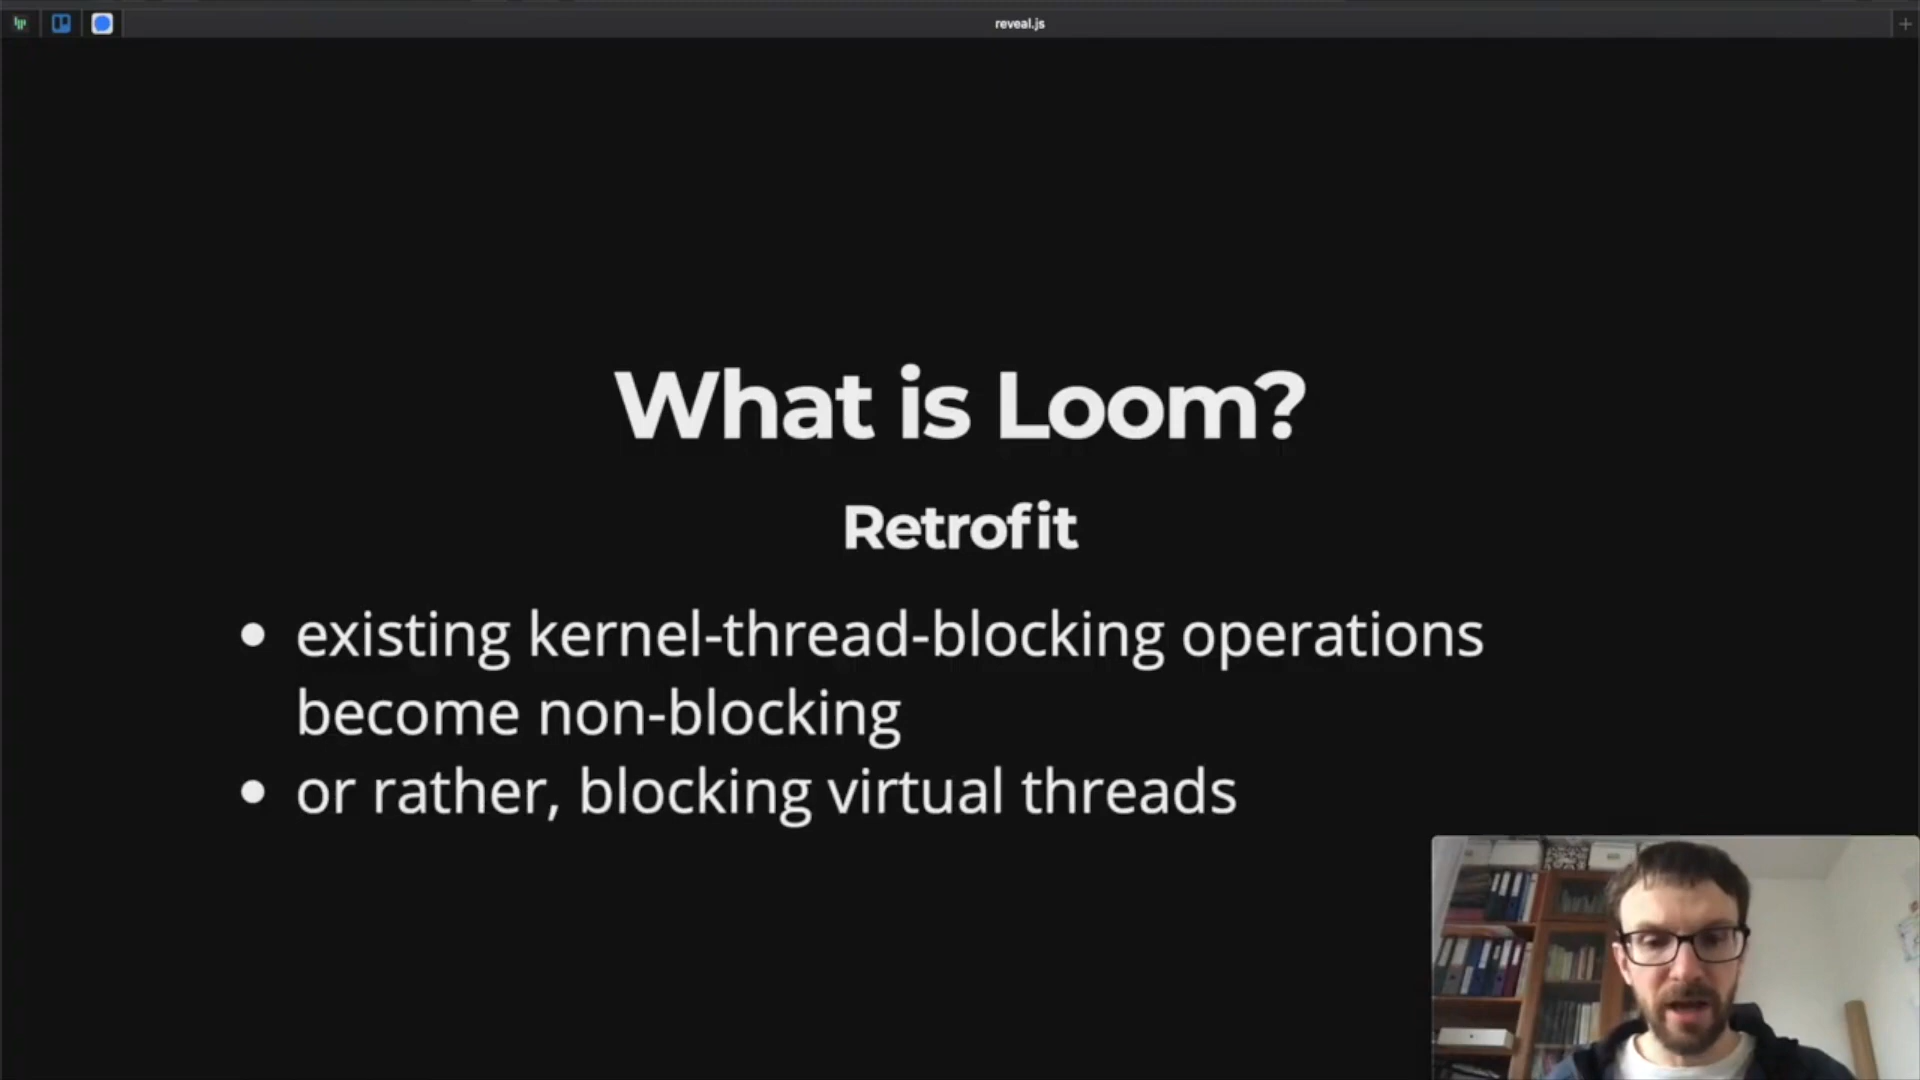 reveal.js
What is Loom?
Retrofit
• existing kernel-thread-blocking operations
become non-blocking
• or rather, blocking virtual threads